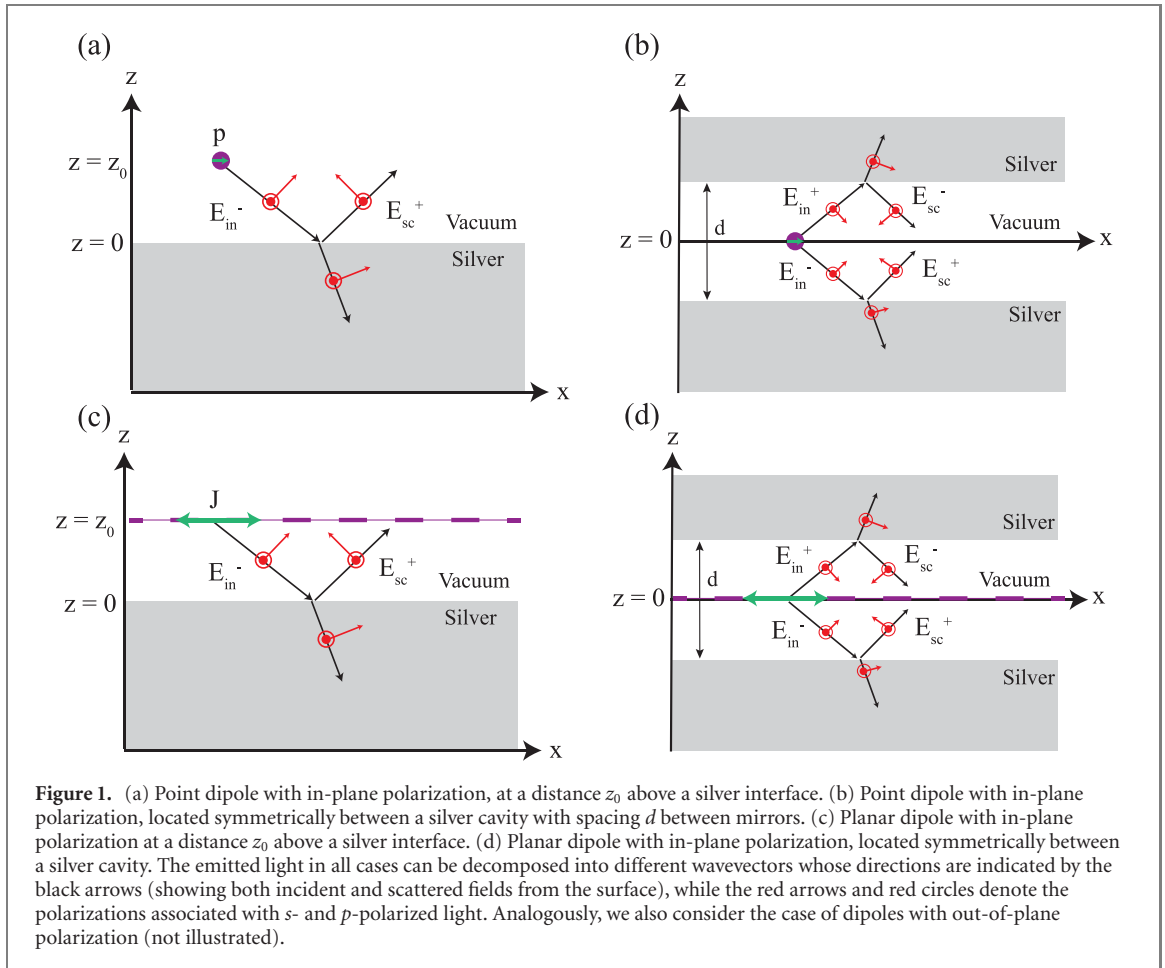 (a)
z
p
z = z0
Ein-
Esc+
Vacuum
z = 0
Silver
x
(b)
z
Silver
Ein+
Esc-
d
Vacuum
z = 0
x
Ein-
Esc+
Silver
(c)
z
J
z = z0
Ein-
Esc+
Vacuum
z = 0
Silver
x
(d)
z
Silver
Ein+
Esc-
d
Vacuum
z = 0
x
Ein-
Esc+
Silver
Figure 1. (a) Point dipole with in-plane polarization, at a distance z0 above a silver interface. (b) Point dipole with in-plane
polarization, located symmetrically between a silver cavity with spacing d between mirrors. (c) Planar dipole with in-plane
polarization at a distance z0 above a silver interface. (d) Planar dipole with in-plane polarization, located symmetrically between
a silver cavity. The emitted light in all cases can be decomposed into different wavevectors whose directions are indicated by the
black arrows (showing both incident and scattered fields from the surface), while the red arrows and red circles denote the
polarizations associated with s- and p-polarized light. Analogously, we also consider the case of dipoles with out-of-plane
polarization (not illustrated).